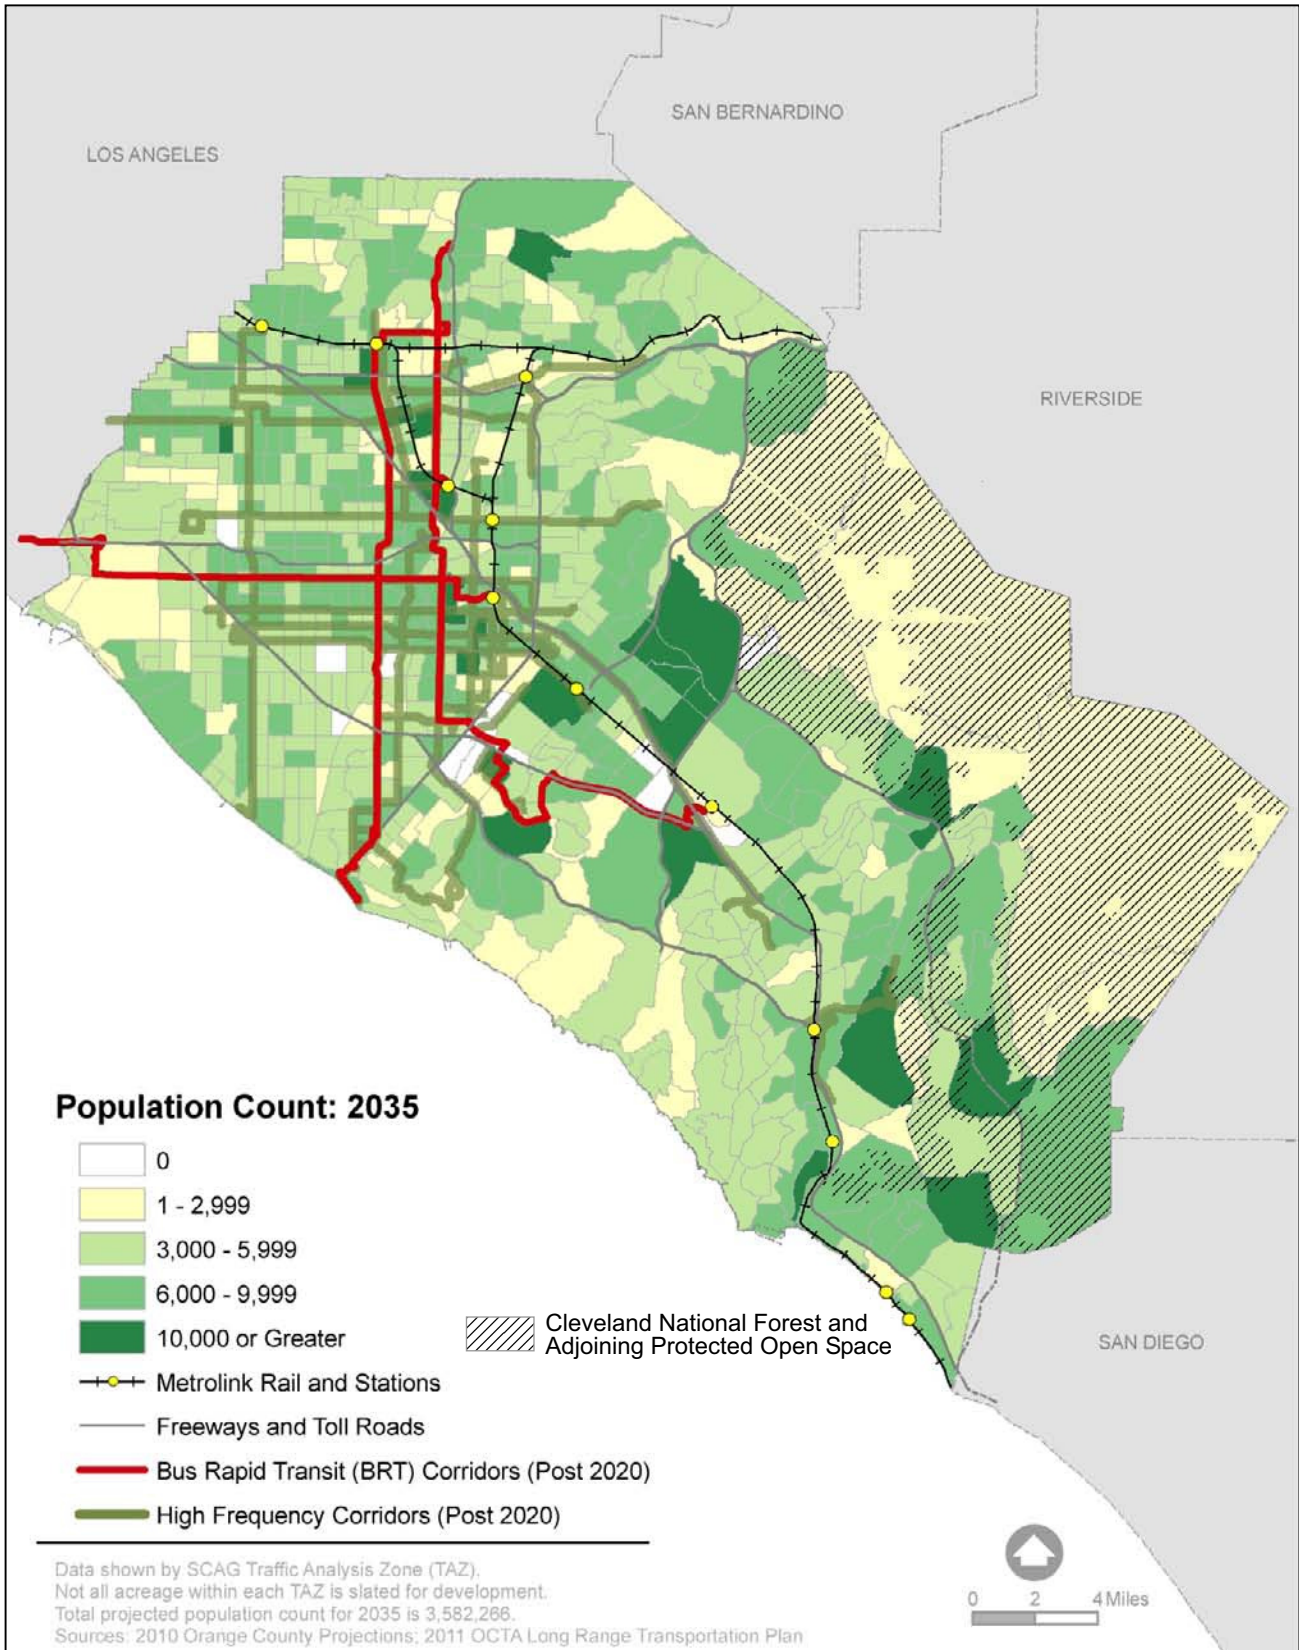 SAN BERNARDINO
LOS ANGELES
RIVERSIDE
Population Count: 2035
0
1 - 2,999
3,000 - 5,999
6,000 - 9,999
10,000 or Greater
Cleveland National Forest and
Adjoining Protected Open Space
SAN DIEGO
Metrolink Rail and Stations
Freeways and Toll Roads
Bus Rapid Transit (BRT) Corridors (Post 2020)
High Frequency Corridors (Post 2020)
Data shown by SCAG Traffic Analysis Zone (TAZ).
Not all acreage within each TAZ is slated for development.
Total projected population count for 2035 is 3,582,266.
Sources: 2010 Orange County Projections; 2011 OCTA Long Range Transportation Plan
0 2 4 Miles